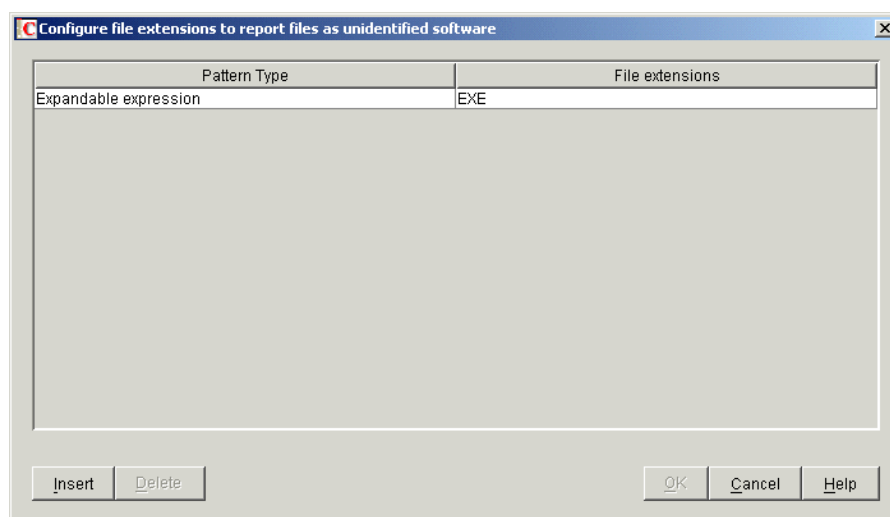 Configure file extensions to report files as unidentified software
Pattern Type File extensions
Expandable expression EXE
Insert Delete OK Cancel Help